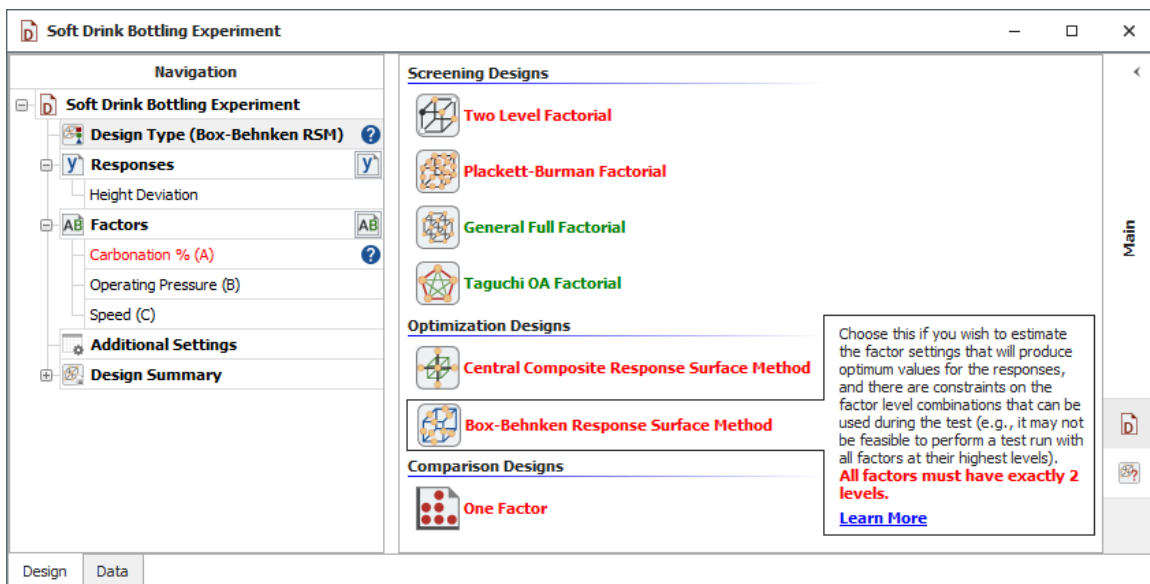 Soft Drink Bottling Experiment
Navigation
Soft Drink Bottling Experiment
Design Type (Box-Behnken RSM)
Responses
Height Deviation
Factors
Carbonation % (A)
Operating Pressure (B)
Speed (C)
Additional Settings
Design Summary
Screening Designs
Two Level Factorial
Plackett-Burman Factorial
General Full Factorial
Taguchi OA Factorial
Optimization Designs
Central Composite Response Surface Method
Box-Behnken Response Surface Method
Comparison Designs
One Factor
Choose this if you wish to estimate
the factor settings that will produce
optimum values for the responses,
and there are constraints on the
factor level combinations that can be
used during the test (e.g., it may not
be feasible to perform a test run with
all factors at their highest levels).
All factors must have exactly 2
levels.
Learn More
Main
Design
Data